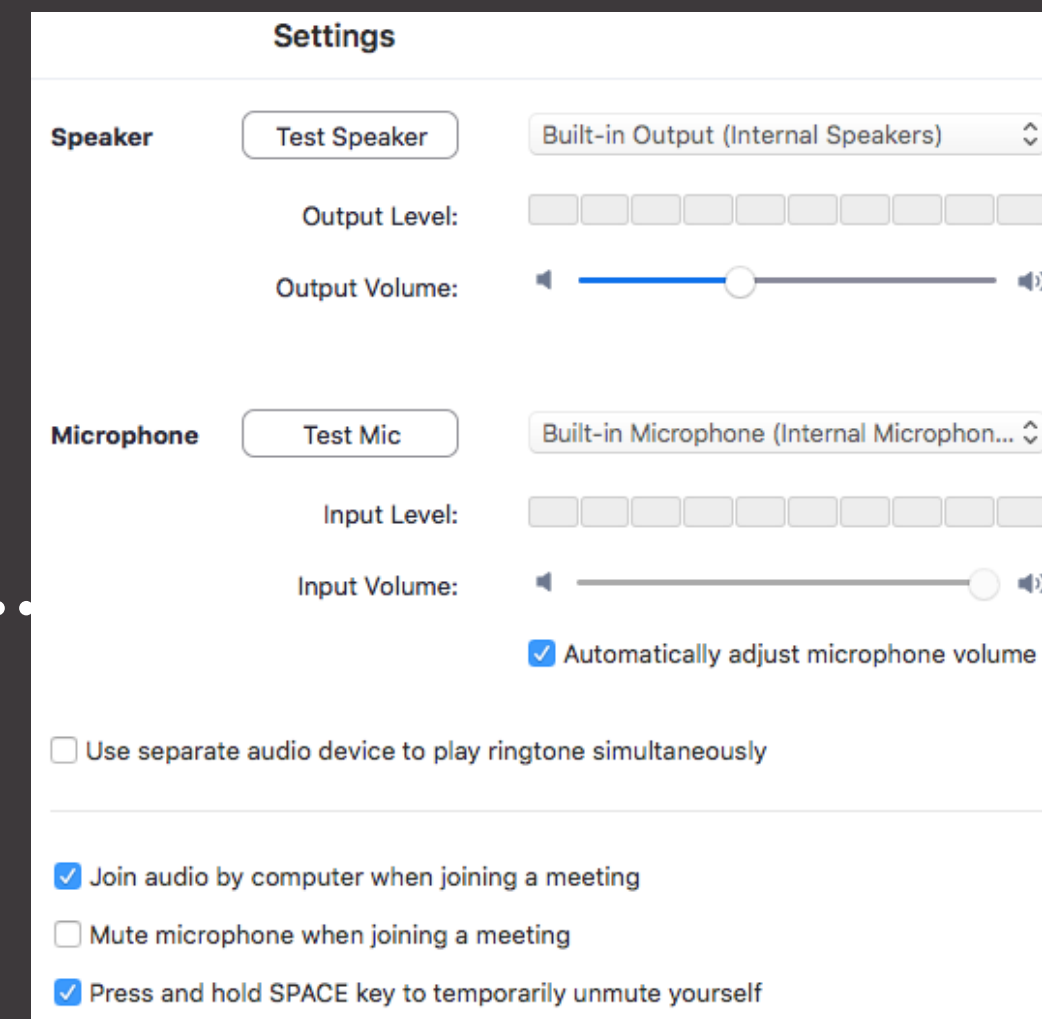 Settings
Speaker Test Speaker Built-in Output (Internal Speakers)
Output Level:
Output Volume:
Microphone Test Mic Built-in Microphone (Internal Microphon...
Input Level:
Input Volume:
Automatically adjust microphone volume
Use separate audio device to play ringtone simultaneously
Join audio by computer when joining a meeting
Mute microphone when joining a meeting
Press and hold SPACE key to temporarily unmute yourself